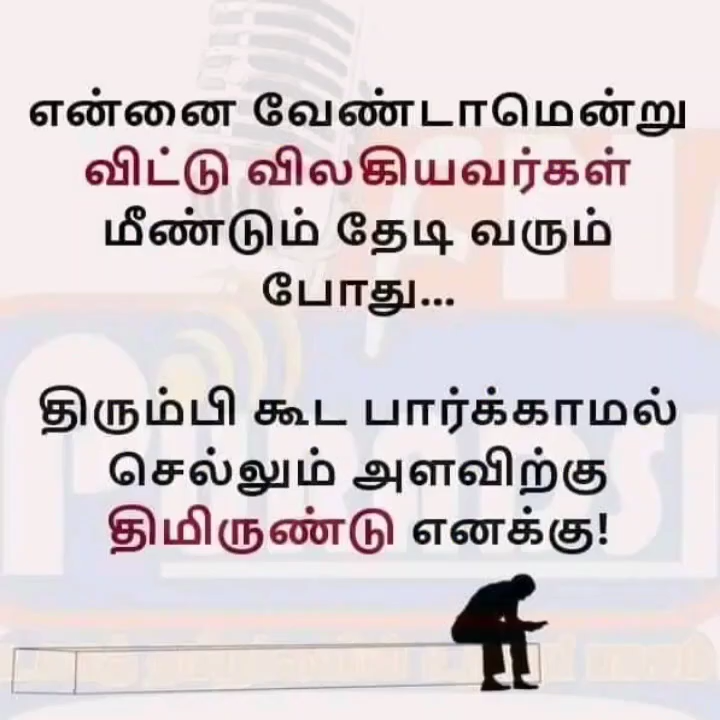 என்னை வேண்டாமென்று
விட்டு விலகியவர்கள்
மீண்டும் தேடி வரும்
போது...
திரும்பி கூட பார்க்காமல்
செல்லும் அளவிற்கு
திமிருண்டு எனக்கு!